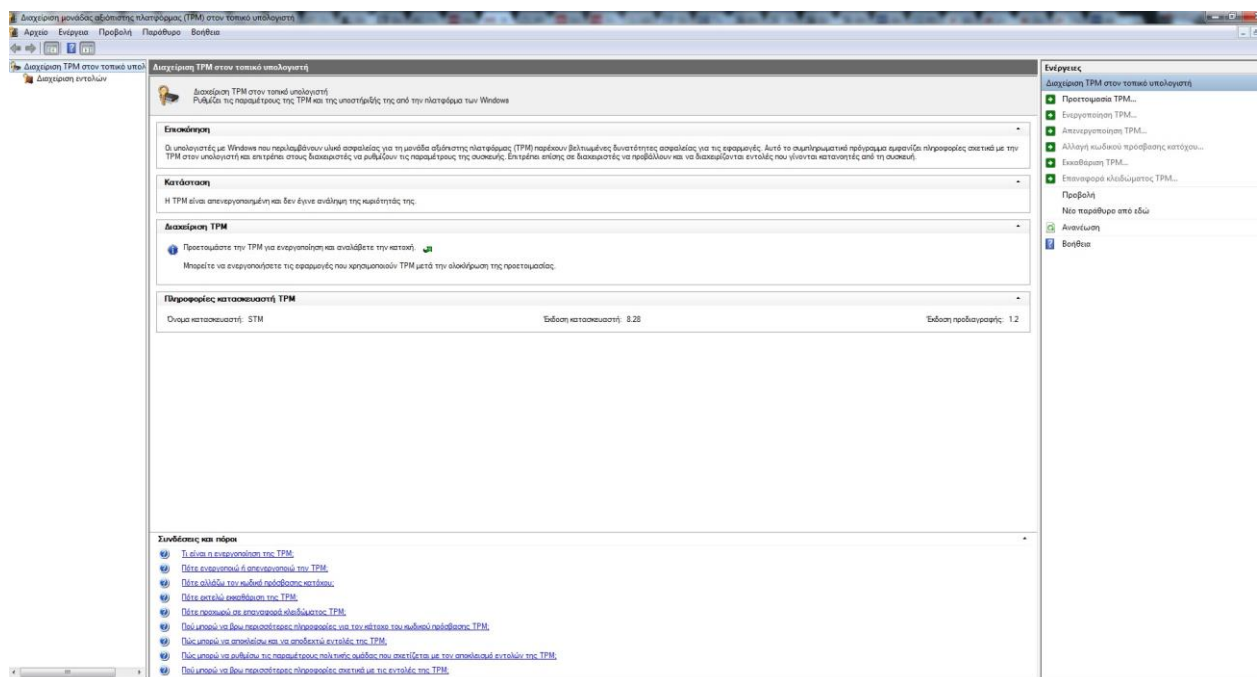 Διαχείριση μονάδας αξιόπιστης πλατφόρμας (TPM) στον τοπικό υπολογιστή
Αρχείο Ενέργεια Προβολή Παράθυρο Βοήθεια
Διαχείριση TPM στον τοπικό υπολ
Διαχείριση εντολών
Διαχείριση TPM στον τοπικό υπολογιστή
Διαχείριση TPM στον τοπικό υπολογιστή
Ρυθμίζει τις παραμέτρους της TPM και της υποστήριξής της από την πλατφόρμα των Windows
Επισκόπηση
Οι υπολογιστές με Windows που περιλαμβάνουν υλικό ασφαλείας για τη μονάδα αξιόπιστης πλατφόρμας (TPM) παρέχουν βελτιωμένες δυνατότητες ασφαλείας για τις εφαρμογές. Αυτό το συμπληρωματικό πρόγραμμα εμφανίζει πληροφορίες σχετικά με την
TPM στον υπολογιστή και επιτρέπει στους διαχειριστές να ρυθμίζουν τις παραμέτρους της συσκευής. Επιτρέπει επίσης σε διαχειριστές να προβάλλουν και να διαχειρίζονται εντολές που γίνονται κατανοητές από τη συσκευή.
Κατάσταση
Η TPM είναι απενεργοποιημένη και δεν έγινε ανάληψη της κυριότητάς της.
Διαχείριση TPM
Προετοιμάστε την TPM για ενεργοποίηση και αναλάβετε την κατοχή.
Μπορείτε να ενεργοποιήσετε τις εφαρμογές που χρησιμοποιούν TPM μετά την ολοκλήρωση της προετοιμασίας.
Πληροφορίες κατασκευαστή TPM
Όνομα κατασκευαστή: STM Έκδοση κατασκευαστή: 8.28 Έκδοση προδιαγραφής: 1.2
Συνδέσεις και πόροι
Τι είναι η ενεργοποίηση της TPM;
Πότε ενεργοποιώ ή απενεργοποιώ την TPM;
Πότε αλλάζω τον κωδικό πρόσβασης κατόχου;
Πότε εκτελώ εκκαθάριση της TPM;
Πότε προχωρώ σε επαναφορά κλειδώματος TPM;
Πού μπορώ να βρω περισσότερες πληροφορίες για τον κάτοχο του κωδικού πρόσβασης TPM;
Πώς μπορώ να αποκλείσω και να αποδεχτώ εντολές της TPM;
Πώς μπορώ να ρυθμίσω τις παραμέτρους πολιτικής ομάδας που σχετίζεται με τον αποκλεισμό εντολών της TPM;
Πού μπορώ να βρω περισσότερες πληροφορίες σχετικά με τις εντολές της TPM;
Ενέργειες
Διαχείριση TPM στον τοπικό υπολογιστή
Προετοιμασία TPM...
Ενεργοποίηση TPM...
Απενεργοποίηση TPM...
Αλλαγή κωδικού πρόσβασης κατόχου...
Εκκαθάριση TPM...
Επαναφορά κλειδώματος TPM...
Προβολή
Νέο παράθυρο από εδώ
Ανανέωση
Βοήθεια